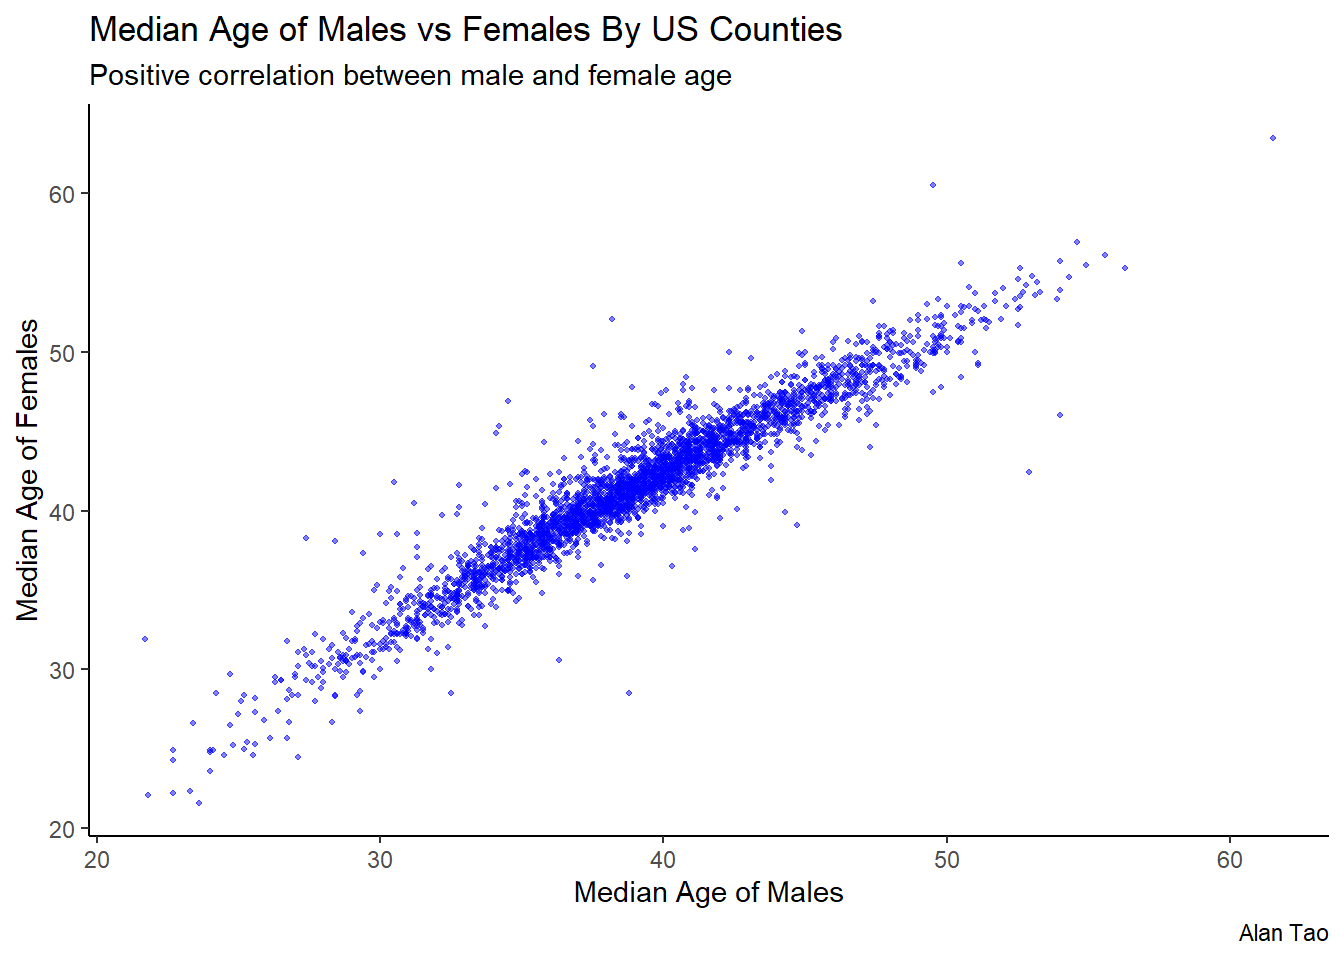 Median Age of Males vs Females By US Counties
Positive correlation between male and female age
Median Age of Females
60
50
40
30
20
20 30 40 50 60
Median Age of Males
Alan Tao